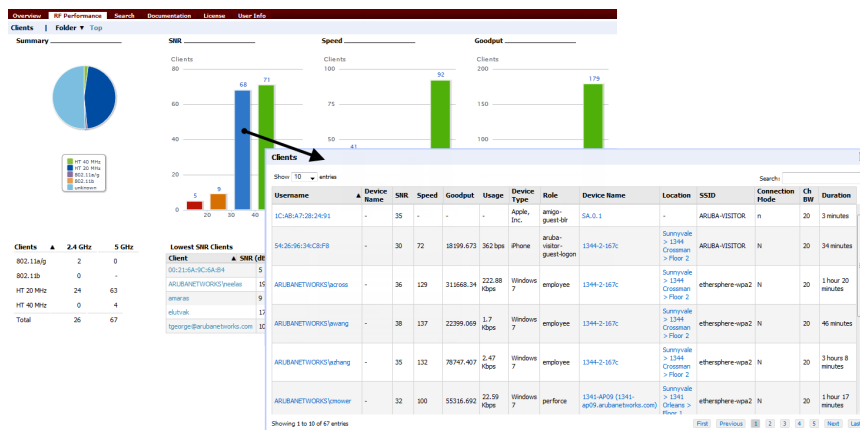 Overview RF Performance Search Documentation License User Info
Clients | Folder ▼ Top
Summary SNR Speed Goodput
Clients Clients Clients
80 100 200
68 71 92 179
60 75 150
40 50 100
41
20
5 9
0
20 30 40
HT 40 MHz
HT 20 MHz
802.11a/g
802.11b
unknown
Clients ▲ 2.4 GHz 5 GHz
802.11a/g 2 0
802.11b 0 -
HT 20 MHz 24 63
HT 40 MHz 0 4
Total 26 67
Lowest SNR Clients
Client ▲ SNR (dB
00:21:6A:9C:6A:B4 5
ARUBANETWORKS\neelas 19
amaras 9
elutvak 17
tgeorge@arubanetworks.com 10
Clients
Show 10 entries
Search:
Username ▲ Device Name SNR Speed Goodput Usage Device Type Role Device Name Location SSID Connection Mode Ch BW Duration
1C:AB:A7:28:24:91 - 35 - - - Apple, Inc. amigo-guest-blr SA.0.1 - ARUBA-VISITOR n 20 3 minutes
54:26:96:34:C8:F8 - 30 72 18199.673 362 bps iPhone aruba-visitor-guest-logon 1344-2-167c Sunnyvale > 1344 Crossman > Floor 2 ARUBA-VISITOR N 20 34 minutes
ARUBANETWORKS\across - 36 129 311668.34 222.88 Kbps Windows 7 employee 1344-2-167c Sunnyvale > 1344 Crossman > Floor 2 ethersphere-wpa2 N 20 1 hour 20 minutes
ARUBANETWORKS\awang - 38 137 22399.069 1.7 Kbps Windows 7 employee 1344-2-167c Sunnyvale > 1344 Crossman > Floor 2 ethersphere-wpa2 N 20 46 minutes
ARUBANETWORKS\azhang - 35 132 78747.407 2.47 Kbps Windows 7 employee 1344-2-167c Sunnyvale > 1344 Crossman > Floor 2 ethersphere-wpa2 N 20 3 hours 8 minutes
ARUBANETWORKS\cmower - 32 100 55316.692 22.59 Kbps Windows 7 perforce 1341-AP09 (1341-ap09.arubanetworks.com) Sunnyvale > 1341 Orleans > Floor 1 ethersphere-wpa2 N 20 1 hour 17 minutes
Showing 1 to 10 of 67 entries
First Previous 1 2 3 4 5 Next Last